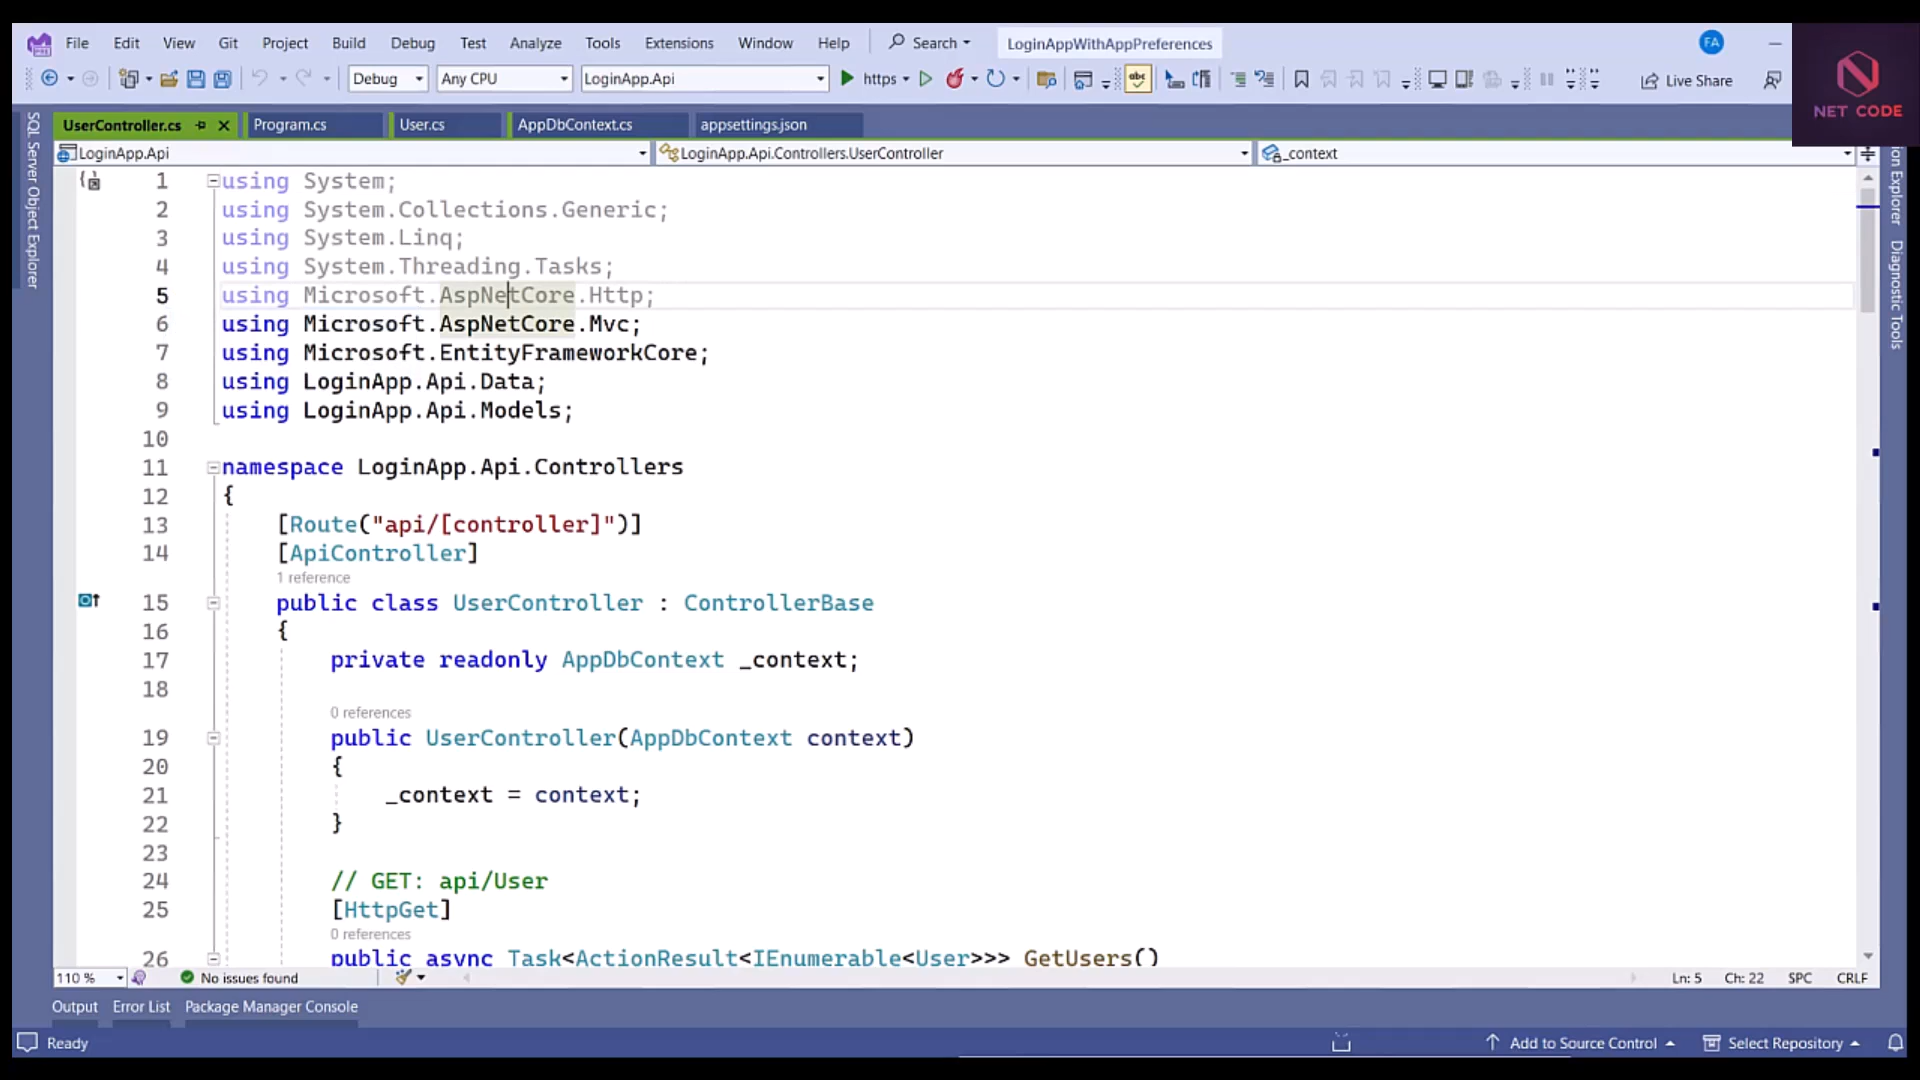 File Edit View Git Project Build Debug Test Analyze Tools Extensions Window Help Search LoginAppWithAppPreferences FA
Debug Any CPU LoginApp.Api https abc Live Share
NET CODE
UserController.cs Program.cs User.cs AppDbContext.cs appsettings.json
LoginApp.Api LoginApp.Api.Controllers.UserController _context
SQL Server Object Explorer
ion Explorer
Diagnostic Tools
1 using System;
2 using System.Collections.Generic;
3 using System.Linq;
4 using System.Threading.Tasks;
5 using Microsoft.AspNetCore.Http;
6 using Microsoft.AspNetCore.Mvc;
7 using Microsoft.EntityFrameworkCore;
8 using LoginApp.Api.Data;
9 using LoginApp.Api.Models;
10
11 namespace LoginApp.Api.Controllers
12 {
13 [Route("api/[controller]")]
14 [ApiController]
1 reference
15 public class UserController : ControllerBase
16 {
17 private readonly AppDbContext _context;
18
0 references
19 public UserController(AppDbContext context)
20 {
21 _context = context;
22 }
23
24 // GET: api/User
25 [HttpGet]
0 references
26 public async Task<ActionResult<IEnumerable<User>>> GetUsers()
110 % No issues found Ln: 5 Ch: 22 SPC CRLF
Output Error List Package Manager Console
Ready Add to Source Control Select Repository